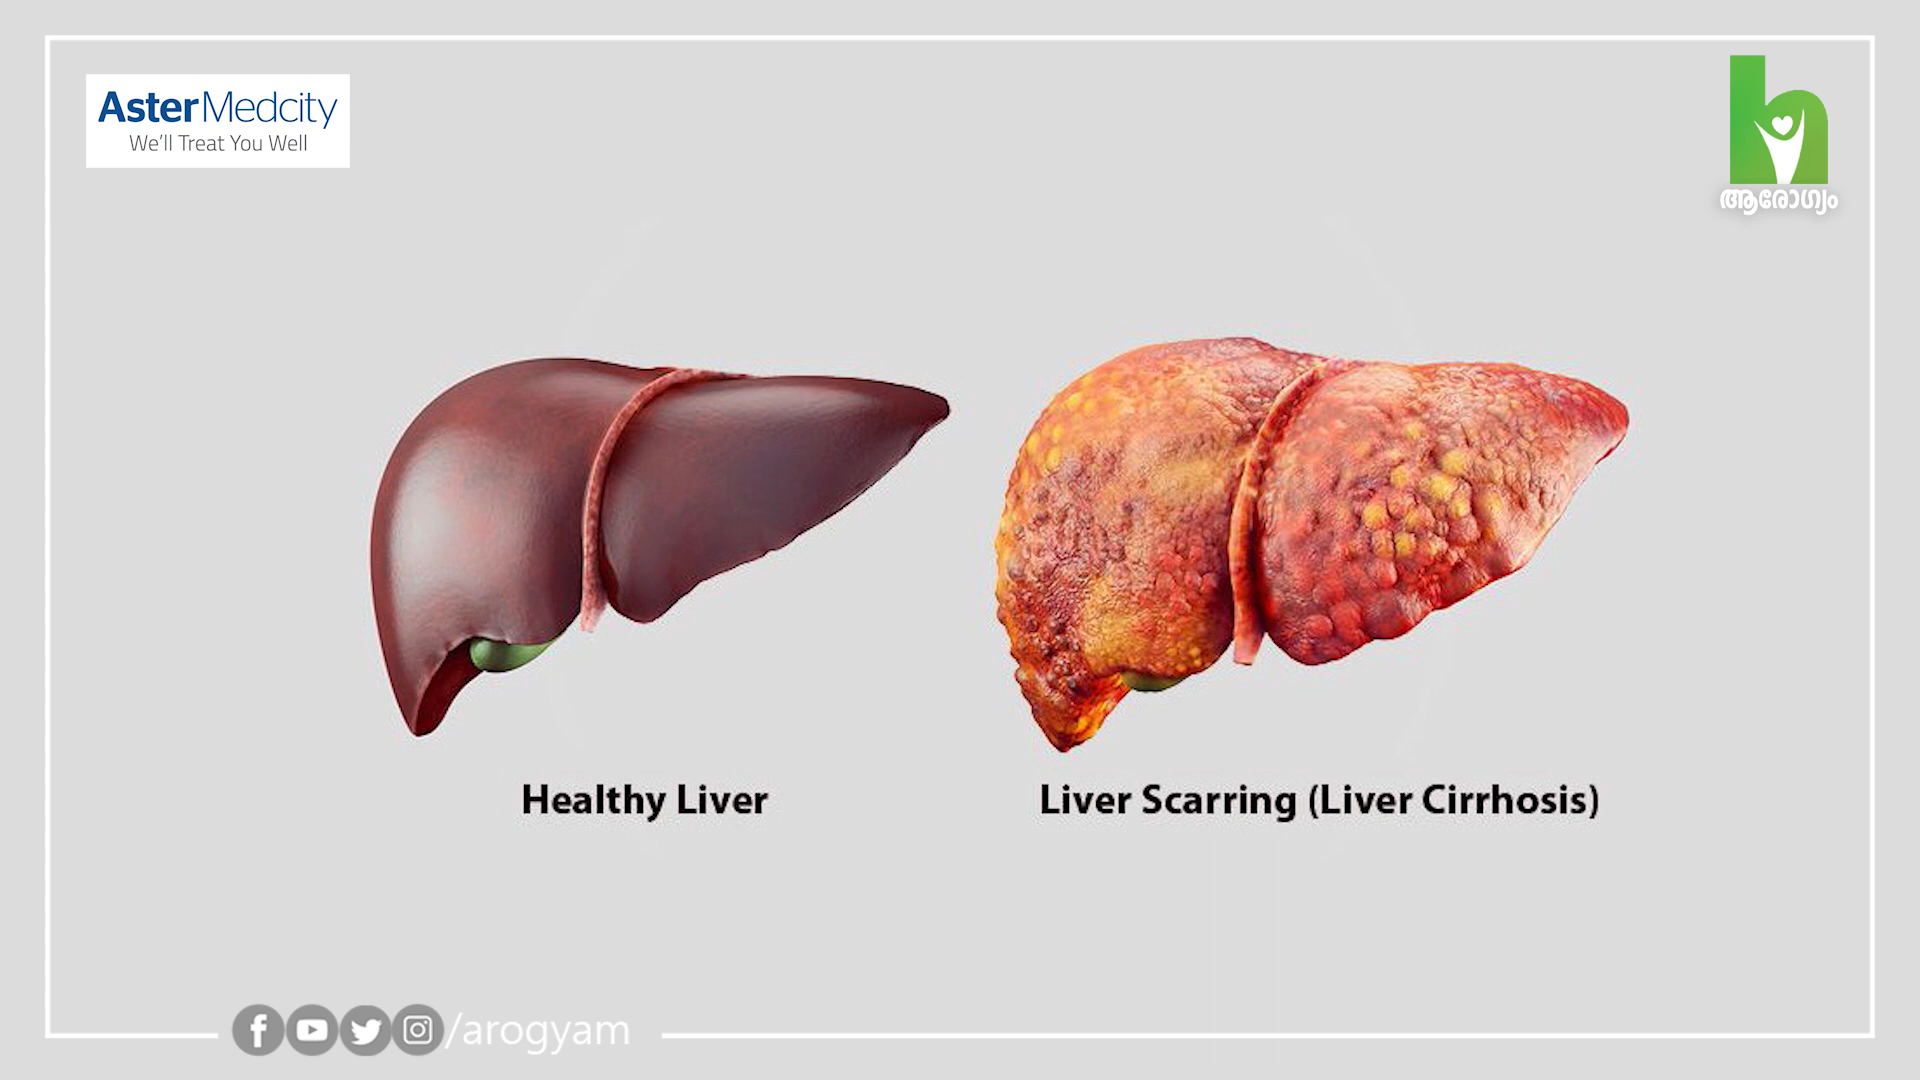 AsterMedcity
We'll Treat You Well
ആരോഗ്യം
Healthy Liver
Liver Scarring (Liver Cirrhosis)
/arogyam